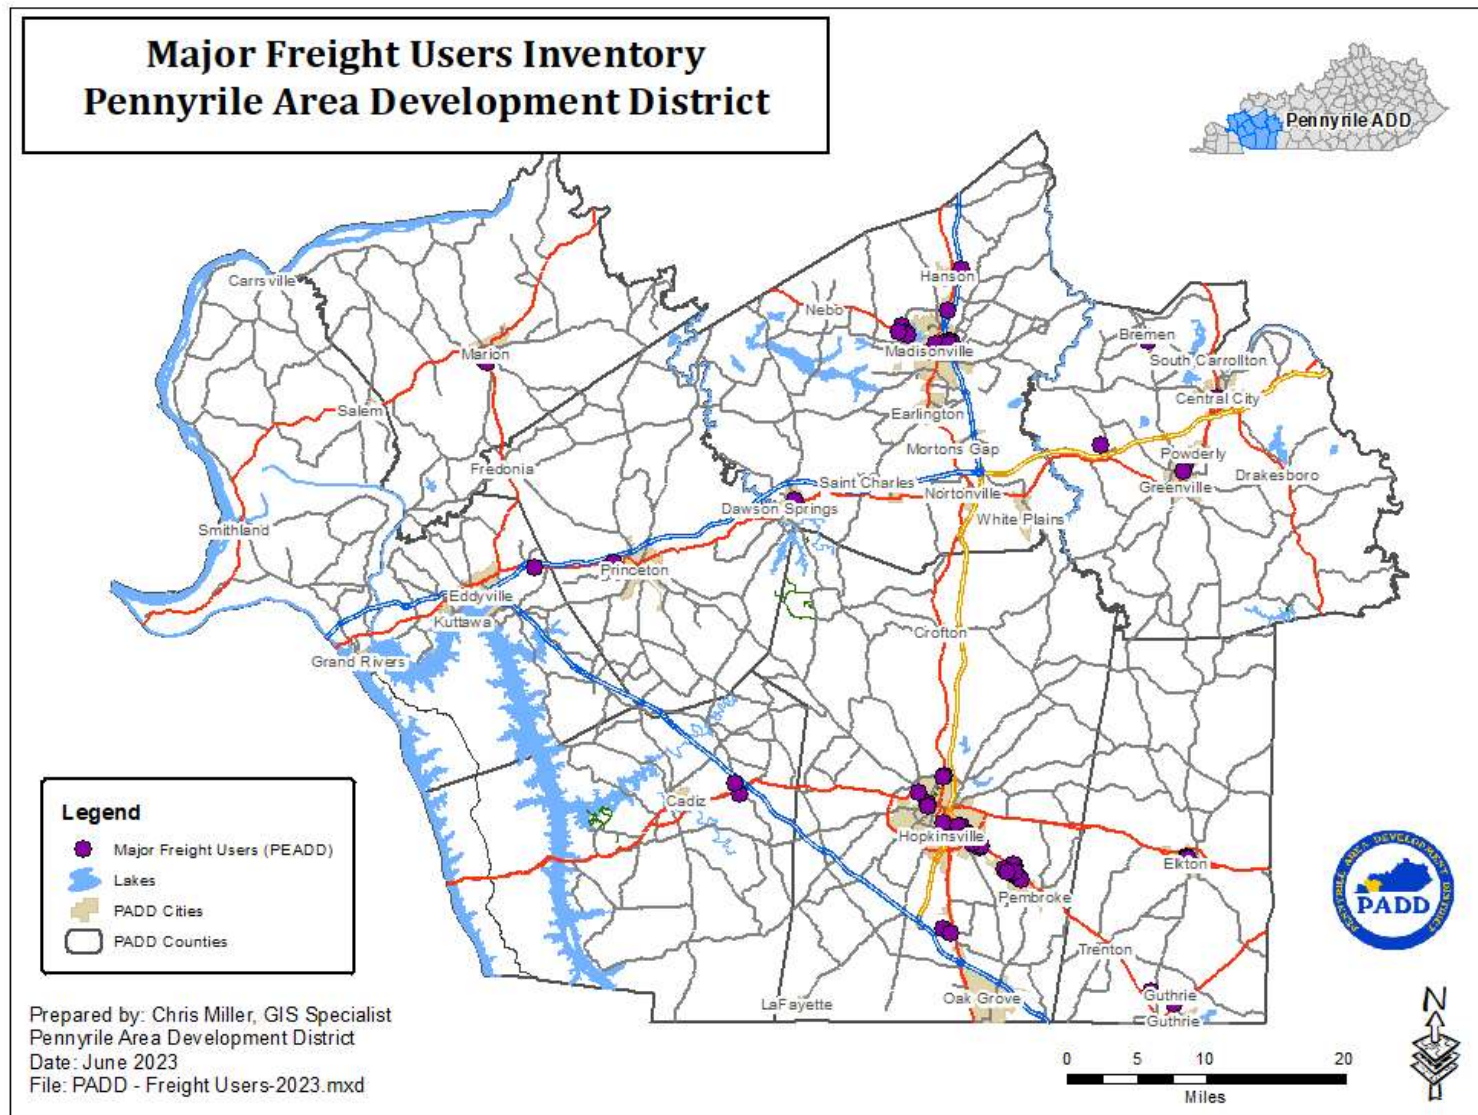 Major Freight Users Inventory
Pennyrile Area Development District
Pennyrile ADD
Carrsville
Hanson
Nebo
Bremen
Marion
Madisonville
South Carrollton
Salem
Earlington
Central City
Mortons Gap
Powderly
Fredonia
Saint Charles
Drakesboro
Nortonville
Greenville
Dawson Springs
White Plains
Smithland
Princeton
Eddyville
Kuttawa
Crofton
Grand Rivers
Cadiz
Hopkinsville
Elkton
Pembroke
Trenton
LaFayette
Oak Grove
Guthrie
Guthrie
Legend
Major Freight Users (PEADD)
Lakes
PADD Cities
PADD Counties
PENNYRILE AREA DEVELOPMENT DISTRICT
PADD
Prepared by: Chris Miller, GIS Specialist
Pennyrile Area Development District
Date: June 2023
File: PADD - Freight Users-2023.mxd
N
0 5 10 20
Miles